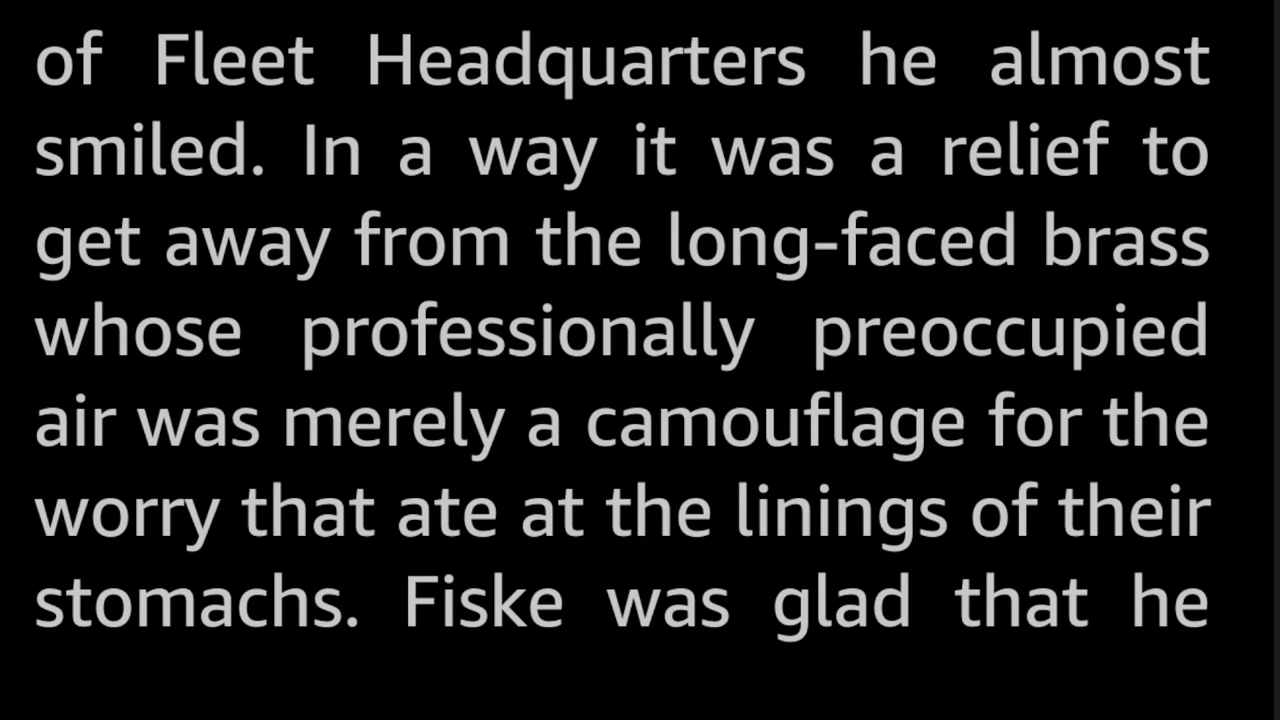 of Fleet Headquarters he almost
smiled. In a way it was a relief to
get away from the long-faced brass
whose professionally preoccupied
air was merely a camouflage for the
worry that ate at the linings of their
stomachs. Fiske was glad that he